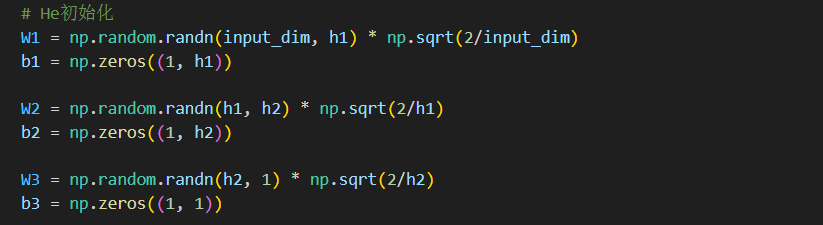 # He初始化
W1 = np.random.randn(input_dim, h1) * np.sqrt(2/input_dim)
b1 = np.zeros((1, h1))
W2 = np.random.randn(h1, h2) * np.sqrt(2/h1)
b2 = np.zeros((1, h2))
W3 = np.random.randn(h2, 1) * np.sqrt(2/h2)
b3 = np.zeros((1, 1))